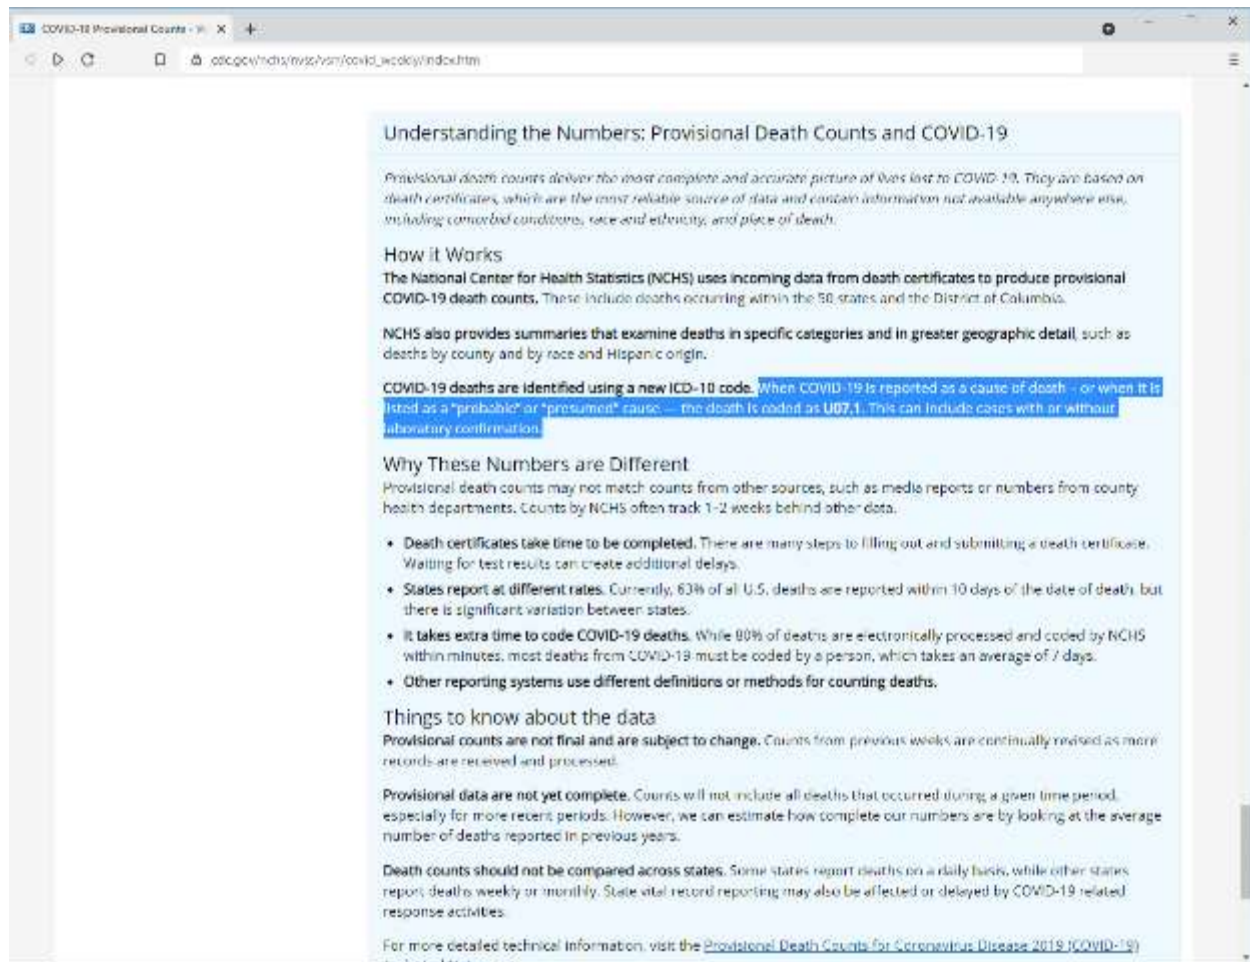 COVID-19 Provisional Counts - W
cdc.gov/nchs/nvss/vsrr/covid_weekly/index.htm
Understanding the Numbers: Provisional Death Counts and COVID-19
Provisional death counts deliver the most complete and accurate picture of lives lost to COVID-19. They are based on
death certificates, which are the most reliable source of data and contain information not available anywhere else,
including comorbid conditions, race and ethnicity, and place of death.
How it Works
The National Center for Health Statistics (NCHS) uses incoming data from death certificates to produce provisional
COVID-19 death counts. These include deaths occurring within the 50 states and the District of Columbia.
NCHS also provides summaries that examine deaths in specific categories and in greater geographic detail, such as
deaths by county and by race and Hispanic origin.
COVID-19 deaths are identified using a new ICD–10 code. When COVID-19 is reported as a cause of death – or when it is
listed as a "probable" or "presumed" cause — the death is coded as U07.1. This can include cases with or without
laboratory confirmation.
Why These Numbers are Different
Provisional death counts may not match counts from other sources, such as media reports or numbers from county
health departments. Counts by NCHS often track 1–2 weeks behind other data.
• Death certificates take time to be completed. There are many steps to filling out and submitting a death certificate.
Waiting for test results can create additional delays.
• States report at different rates. Currently, 63% of all U.S. deaths are reported within 10 days of the date of death, but
there is significant variation between states.
• It takes extra time to code COVID-19 deaths. While 80% of deaths are electronically processed and coded by NCHS
within minutes, most deaths from COVID-19 must be coded by a person, which takes an average of 7 days.
• Other reporting systems use different definitions or methods for counting deaths.
Things to know about the data
Provisional counts are not final and are subject to change. Counts from previous weeks are continually revised as more
records are received and processed.
Provisional data are not yet complete. Counts will not include all deaths that occurred during a given time period,
especially for more recent periods. However, we can estimate how complete our numbers are by looking at the average
number of deaths reported in previous years.
Death counts should not be compared across states. Some states report deaths on a daily basis, while other states
report deaths weekly or monthly. State vital record reporting may also be affected or delayed by COVID-19 related
response activities.
For more detailed technical information, visit the Provisional Death Counts for Coronavirus Disease 2019 (COVID-19)